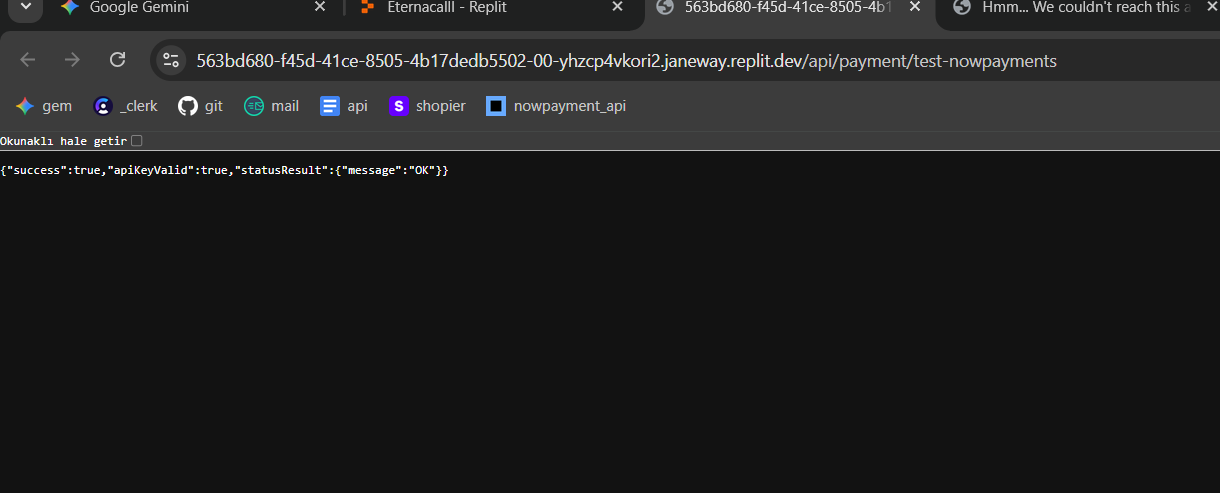 Google Gemini
Eternacalll - Replit
563bd680-f45d-41ce-8505-4b1
Hmm... We couldn't reach this a
563bd680-f45d-41ce-8505-4b17dedb5502-00-yhzcp4vkori2.janeway.replit.dev/api/payment/test-nowpayments
gem
_clerk
git
mail
api
S
shopier
nowpayment_api
Okunaklı hale getir
{"success":true,"apiKeyValid":true,"statusResult":{"message":"OK"}}